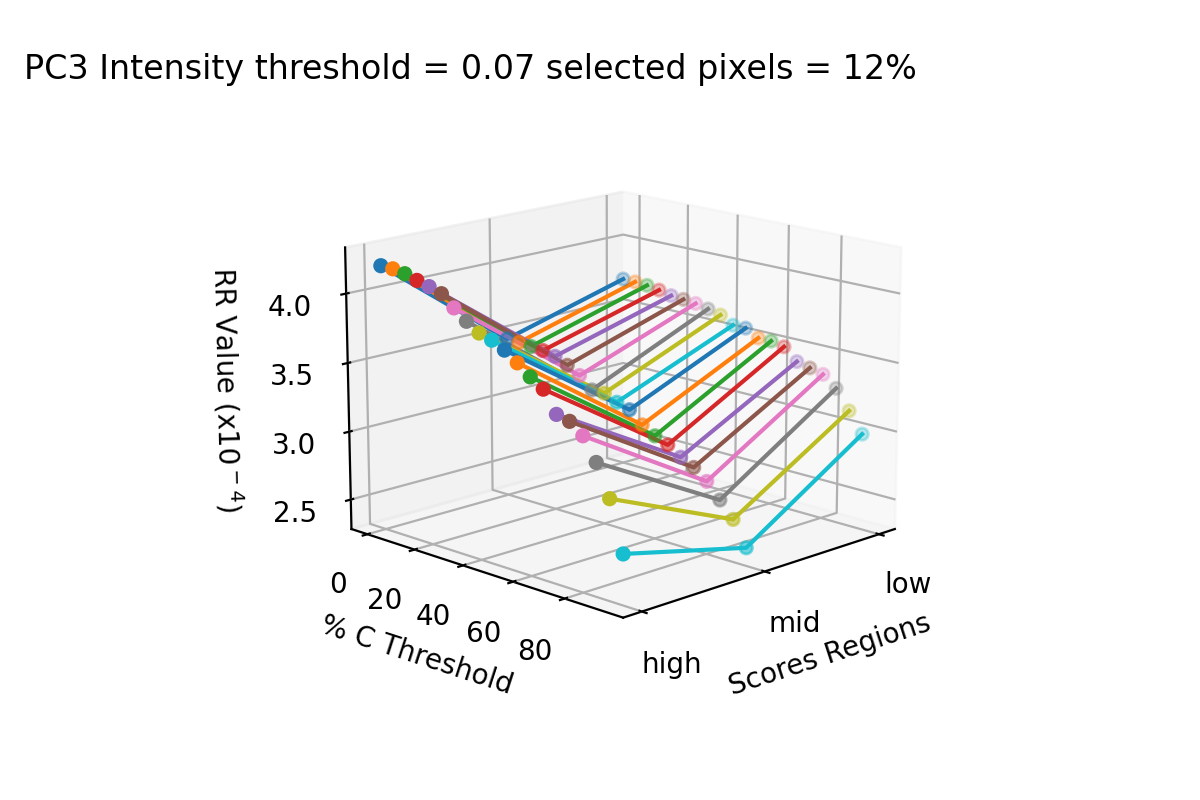 PC3 Intensity threshold = 0.07 selected pixels = 12%
RR Value (x10⁻⁴)
4.0
3.5
3.0
2.5
0
20
40
60
80
% C Threshold
high
mid
low
Scores Regions